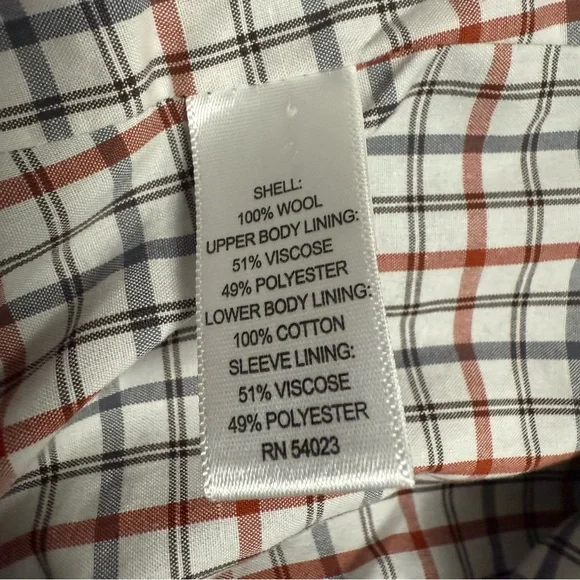 SHELL:
100% WOOL
UPPER BODY LINING:
51% VISCOSE
49% POLYESTER
LOWER BODY LINING:
100% COTTON
SLEEVE LINING:
51% VISCOSE
49% POLYESTER
RN 54023